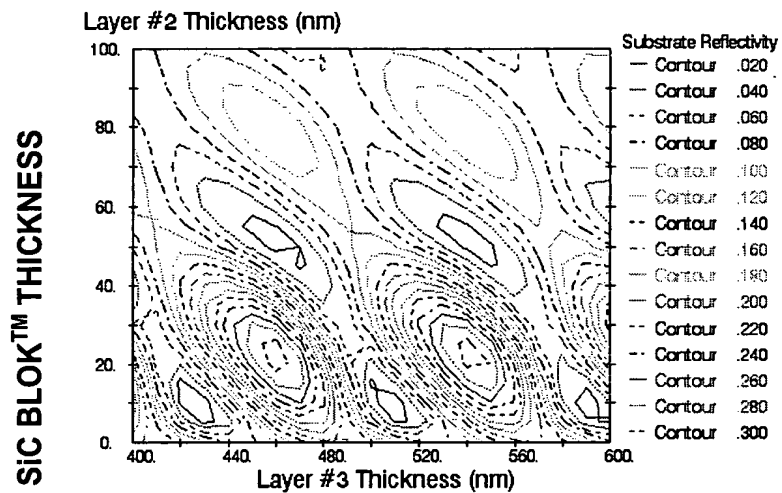 Layer #2 Thickness (nm)
100.
80.
60.
40.
20.
0.
400.
440.
480.
520.
560.
600.
Layer #3 Thickness (nm)
SiC BLOK™ THICKNESS
Substrate Reflectivity
Contour .020
Contour .040
Contour .060
Contour .080
Contour .100
Contour .120
Contour .140
Contour .160
Contour .180
Contour .200
Contour .220
Contour .240
Contour .260
Contour .280
Contour .300